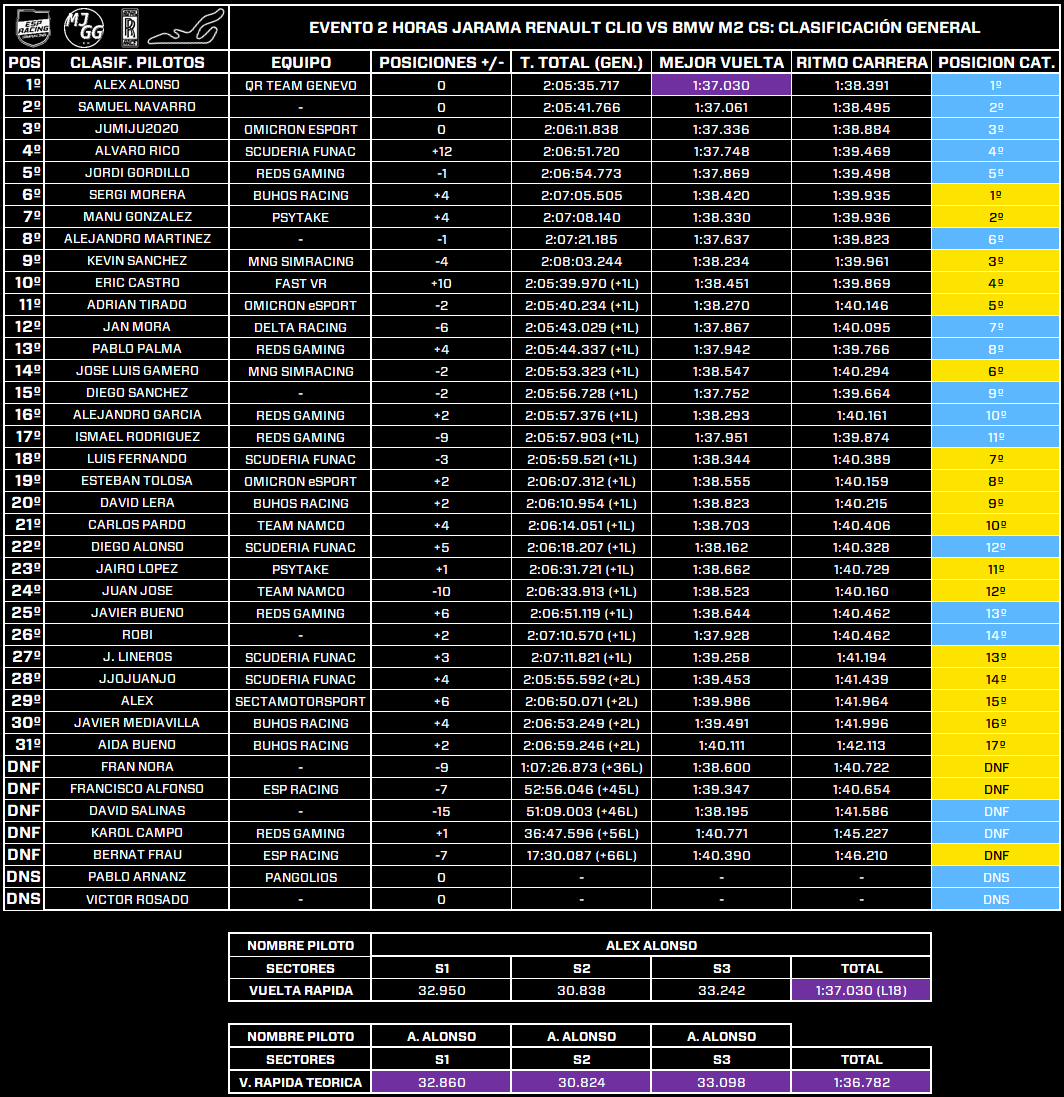 ESP RACING
MJ GG
RR
EVENTO 2 HORAS JARAMA RENAULT CLIO VS BMW M2 CS: CLASIFICACIÓN GENERAL
POS CLASIF. PILOTOS EQUIPO POSICIONES +/- T. TOTAL (GEN.) MEJOR VUELTA RITMO CARRERA POSICION CAT.
1º ALEX ALONSO QR TEAM GENEVO 0 2:05:35.717 1:37.030 1:38.391 1º
2º SAMUEL NAVARRO - 0 2:05:41.766 1:37.061 1:38.495 2º
3º JUMIJU2020 OMICRON ESPORT 0 2:06:11.838 1:37.336 1:38.884 3º
4º ALVARO RICO SCUDERIA FUNAC +12 2:06:51.720 1:37.748 1:39.469 4º
5º JORDI GORDILLO REDS GAMING -1 2:06:54.773 1:37.869 1:39.498 5º
6º SERGI MORERA BUHOS RACING +4 2:07:05.505 1:38.420 1:39.935 1º
7º MANU GONZALEZ PSYTAKE +4 2:07:08.140 1:38.330 1:39.936 2º
8º ALEJANDRO MARTINEZ - -1 2:07:21.185 1:37.637 1:39.823 6º
9º KEVIN SANCHEZ MNG SIMRACING -4 2:08:03.244 1:38.234 1:39.961 3º
10º ERIC CASTRO FAST VR +10 2:05:39.970 (+1L) 1:38.451 1:39.869 4º
11º ADRIAN TIRADO OMICRON eSPORT -2 2:05:40.234 (+1L) 1:38.270 1:40.146 5º
12º JAN MORA DELTA RACING -6 2:05:43.029 (+1L) 1:37.867 1:40.095 7º
13º PABLO PALMA REDS GAMING +4 2:05:44.337 (+1L) 1:37.942 1:39.766 8º
14º JOSE LUIS GAMERO MNG SIMRACING -2 2:05:53.323 (+1L) 1:38.547 1:40.294 6º
15º DIEGO SANCHEZ - -2 2:05:56.728 (+1L) 1:37.752 1:39.664 9º
16º ALEJANDRO GARCIA REDS GAMING +2 2:05:57.376 (+1L) 1:38.293 1:40.161 10º
17º ISMAEL RODRIGUEZ REDS GAMING -9 2:05:57.903 (+1L) 1:37.951 1:39.874 11º
18º LUIS FERNANDO SCUDERIA FUNAC -3 2:05:59.521 (+1L) 1:38.344 1:40.389 7º
19º ESTEBAN TOLOSA OMICRON eSPORT +2 2:06:07.312 (+1L) 1:38.555 1:40.159 8º
20º DAVID LERA BUHOS RACING +2 2:06:10.954 (+1L) 1:38.823 1:40.215 9º
21º CARLOS PARDO TEAM NAMCO +4 2:06:14.051 (+1L) 1:38.703 1:40.406 10º
22º DIEGO ALONSO SCUDERIA FUNAC +5 2:06:18.207 (+1L) 1:38.162 1:40.328 12º
23º JAIRO LOPEZ PSYTAKE +1 2:06:31.721 (+1L) 1:38.662 1:40.729 11º
24º JUAN JOSE TEAM NAMCO -10 2:06:33.913 (+1L) 1:38.523 1:40.160 12º
25º JAVIER BUENO REDS GAMING +6 2:06:51.119 (+1L) 1:38.644 1:40.462 13º
26º ROBI - +2 2:07:10.570 (+1L) 1:37.928 1:40.462 14º
27º J. LINEROS SCUDERIA FUNAC +3 2:07:11.821 (+1L) 1:39.258 1:41.194 13º
28º JJOJUANJO SCUDERIA FUNAC +4 2:05:55.592 (+2L) 1:39.453 1:41.439 14º
29º ALEX SECTAMOTORSPORT +6 2:06:50.071 (+2L) 1:39.986 1:41.964 15º
30º JAVIER MEDIAVILLA BUHOS RACING +4 2:06:53.249 (+2L) 1:39.491 1:41.996 16º
31º AIDA BUENO BUHOS RACING +2 2:06:59.246 (+2L) 1:40.111 1:42.113 17º
DNF FRAN NORA - -9 1:07:26.873 (+36L) 1:38.600 1:40.722 DNF
DNF FRANCISCO ALFONSO ESP RACING -7 52:56.046 (+45L) 1:39.347 1:40.654 DNF
DNF DAVID SALINAS - -15 51:09.003 (+46L) 1:38.195 1:41.586 DNF
DNF KAROL CAMPO REDS GAMING +1 36:47.596 (+56L) 1:40.771 1:45.227 DNF
DNF BERNAT FRAU ESP RACING -7 17:30.087 (+66L) 1:40.390 1:46.210 DNF
DNS PABLO ARNANZ PANGOLIOS 0 - - - DNS
DNS VICTOR ROSADO - 0 - - - DNS
NOMBRE PILOTO ALEX ALONSO
SECTORES S1 S2 S3 TOTAL
VUELTA RAPIDA 32.950 30.838 33.242 1:37.030 (L18)
NOMBRE PILOTO A. ALONSO A. ALONSO A. ALONSO
SECTORES S1 S2 S3 TOTAL
V. RAPIDA TEORICA 32.860 30.824 33.098 1:36.782